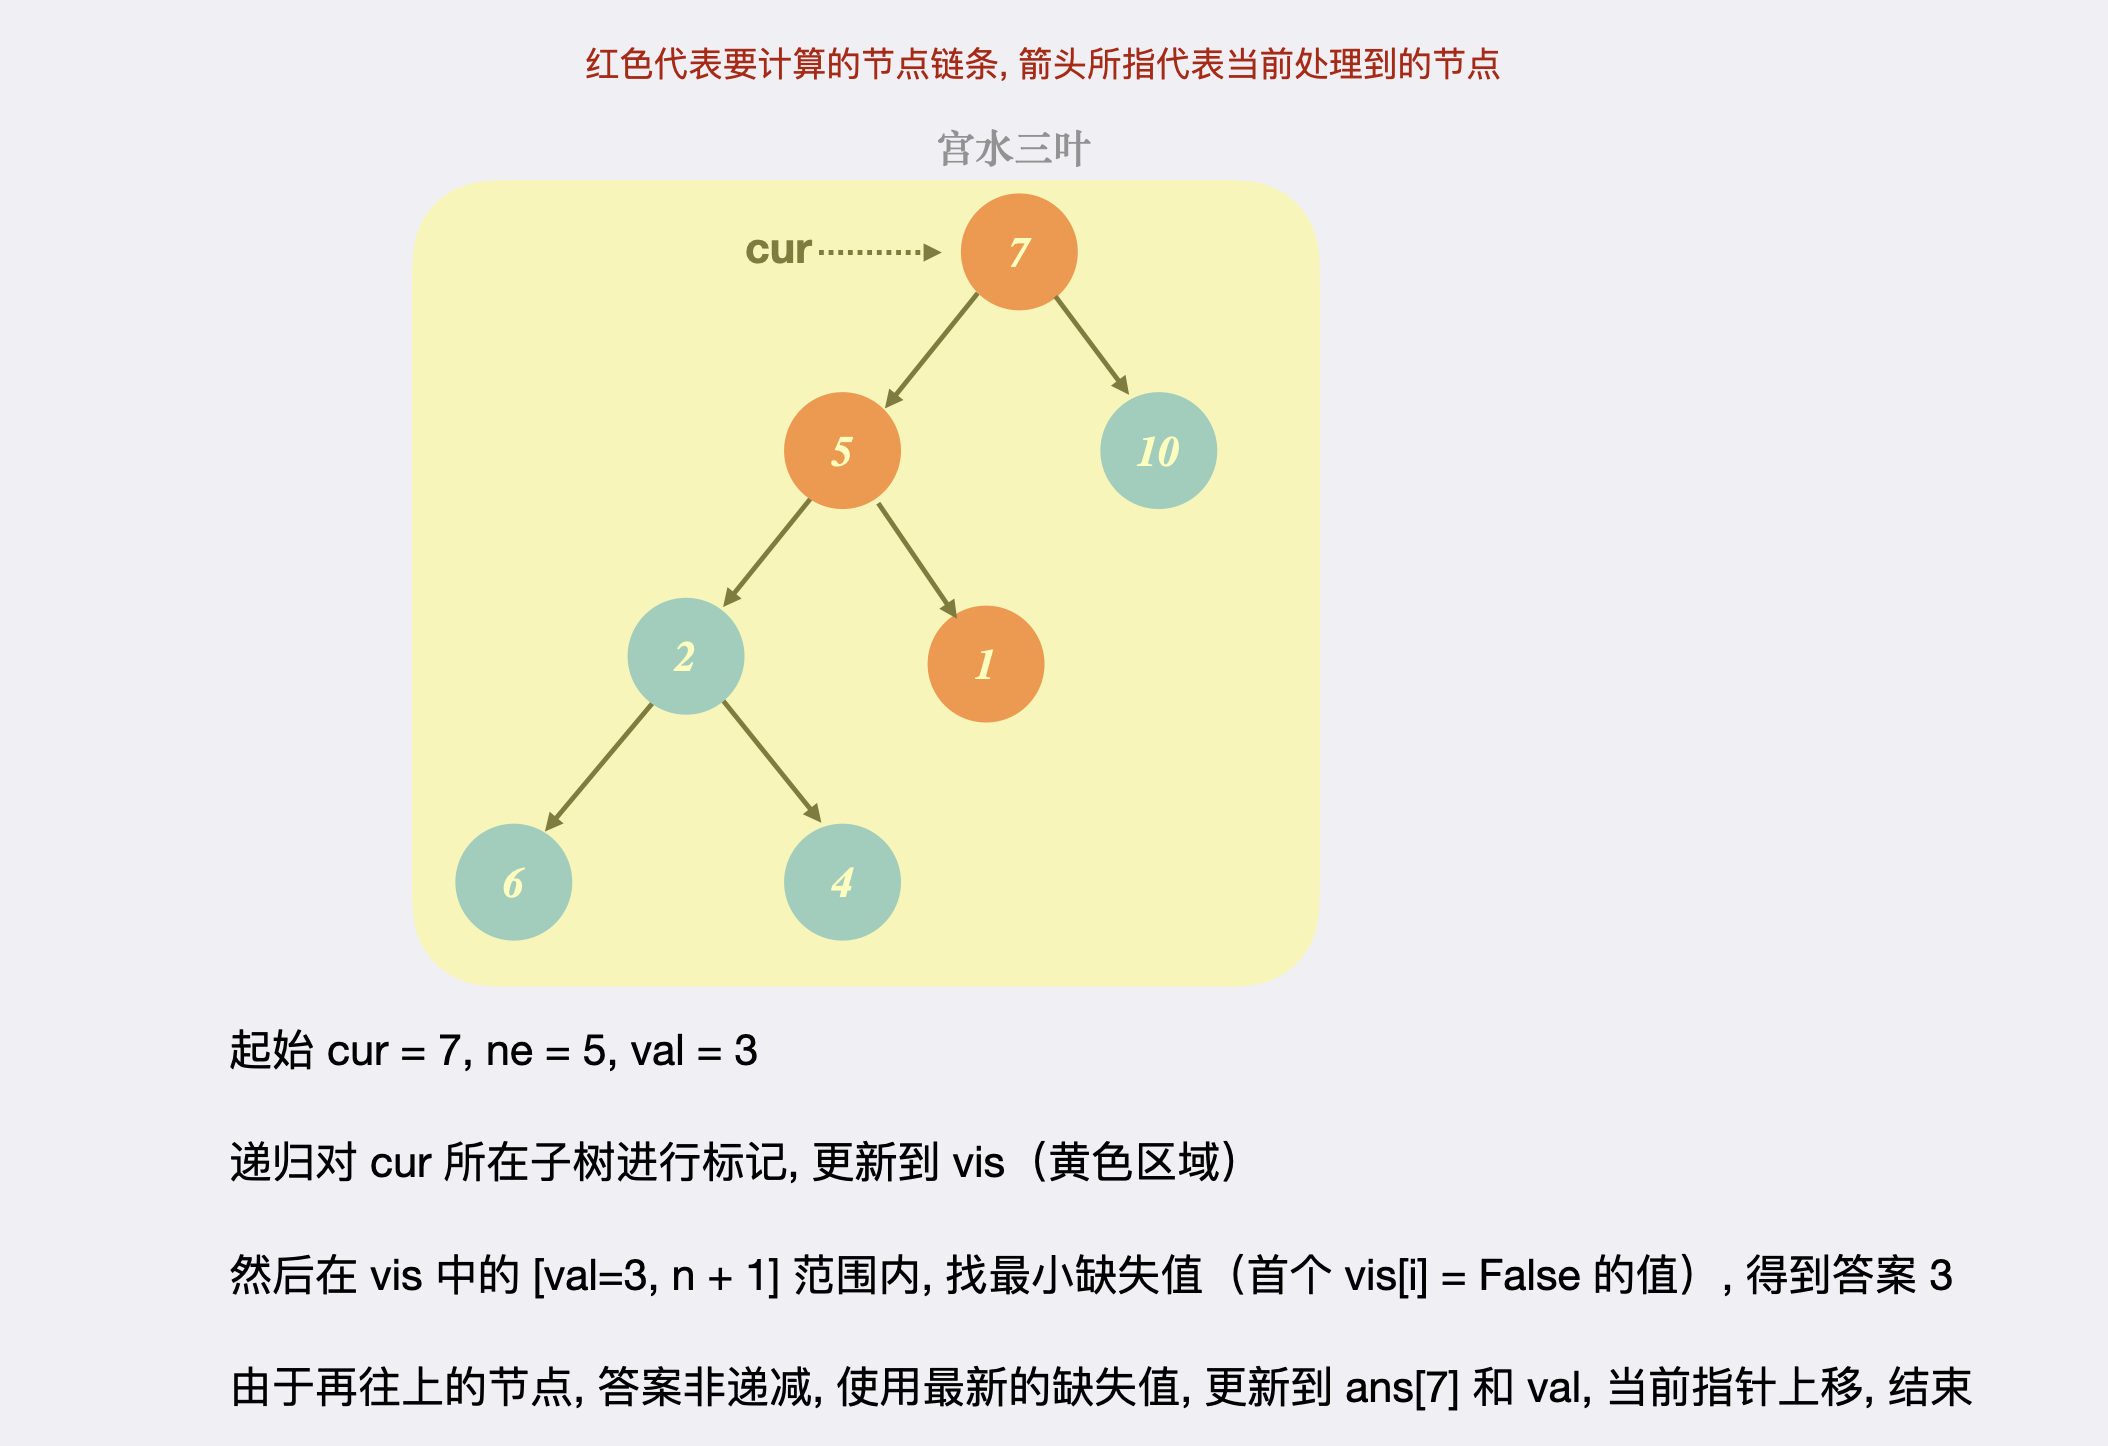 红色代表要计算的节点链条, 箭头所指代表当前处理到的节点
宫水三叶
cur
7
5
10
2
1
6
4
起始 cur = 7, ne = 5, val = 3
递归对 cur 所在子树进行标记, 更新到 vis（黄色区域）
然后在 vis 中的 [val=3, n + 1] 范围内, 找最小缺失值（首个 vis[i] = False 的值）, 得到答案 3
由于再往上的节点, 答案非递减, 使用最新的缺失值, 更新到 ans[7] 和 val, 当前指针上移, 结束